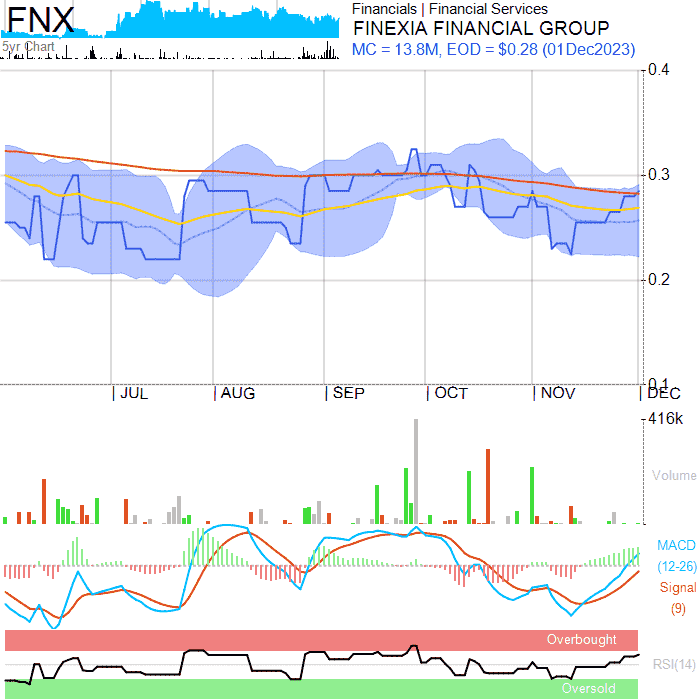 FNX
5yr Chart
Financials | Financial Services
FINEXIA FINANCIAL GROUP
MC = 13.8M, EOD = $0.28 (01Dec2023)
0.4
0.3
0.2
0.1
JUL AUG SEP OCT NOV DEC
416k
Volume
MACD
(12-26)
Signal
(9)
Overbought
RSI(14)
Oversold